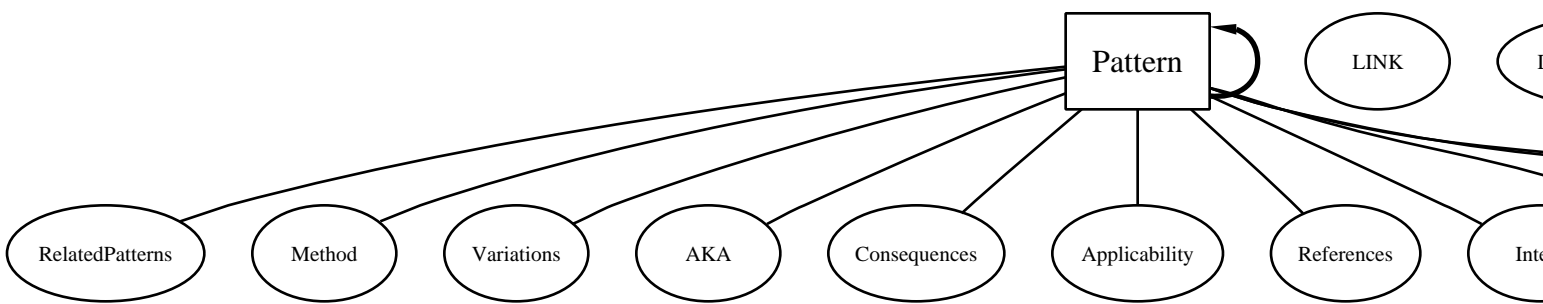 Pattern
LINK
RelatedPatterns
Method
Variations
AKA
Consequences
Applicability
References